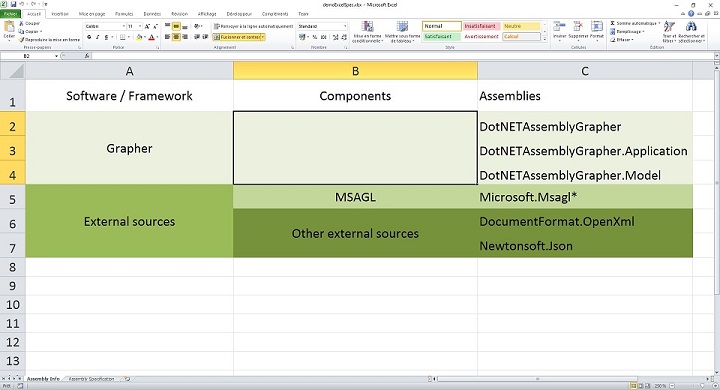 demoExcelSpec.xlsx - Microsoft Excel
Fichier Accueil Insertion Mise en page Formules Données Révision Affichage Développeur Compléments Team
Couper
Copier
Reproduire la mise en forme
Coller
Presse-papiers
Police
Renvoyer à la ligne automatiquement
Fusionner et centrer
Alignement
Standard
Nombre
Mise en forme conditionnelle
Mettre sous forme de tableau
Normal Insatisfaisant Neutre
Satisfaisant Avertissement Calcul
Style
Insérer Supprimer Format
Cellules
Somme automatique
Remplissage
Effacer
Trier et filtrer
Rechercher et sélectionner
Édition
B2
A B C
1 Software / Framework Components Assemblies
2 DotNETAssemblyGrapher
3 Grapher DotNETAssemblyGrapher.Application
4 DotNETAssemblyGrapher.Model
5 MSAGL Microsoft.Msagl*
6 External sources Other external sources DocumentFormat.OpenXml
7 Newtonsoft.Json
8
9
10
11
12
13
Assembly Info Assembly Specification
Prêt